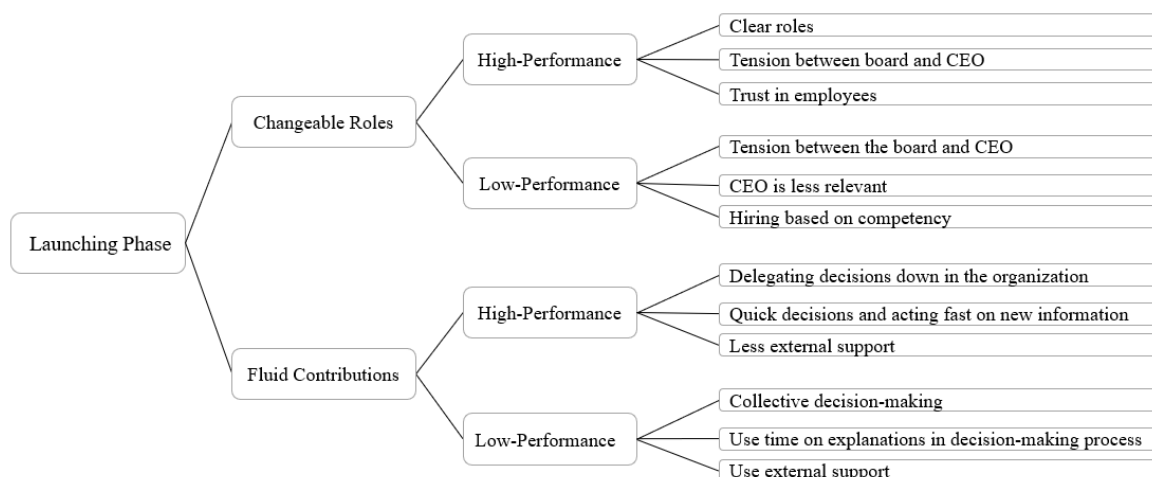 Clear roles
High-Performance
Tension between board and CEO
Trust in employees
Changeable Roles
Tension between the board and CEO
Low-Performance
CEO is less relevant
Hiring based on competency
Launching Phase
Delegating decisions down in the organization
High-Performance
Quick decisions and acting fast on new information
Less external support
Fluid Contributions
Collective decision-making
Low-Performance
Use time on explanations in decision-making process
Use external support